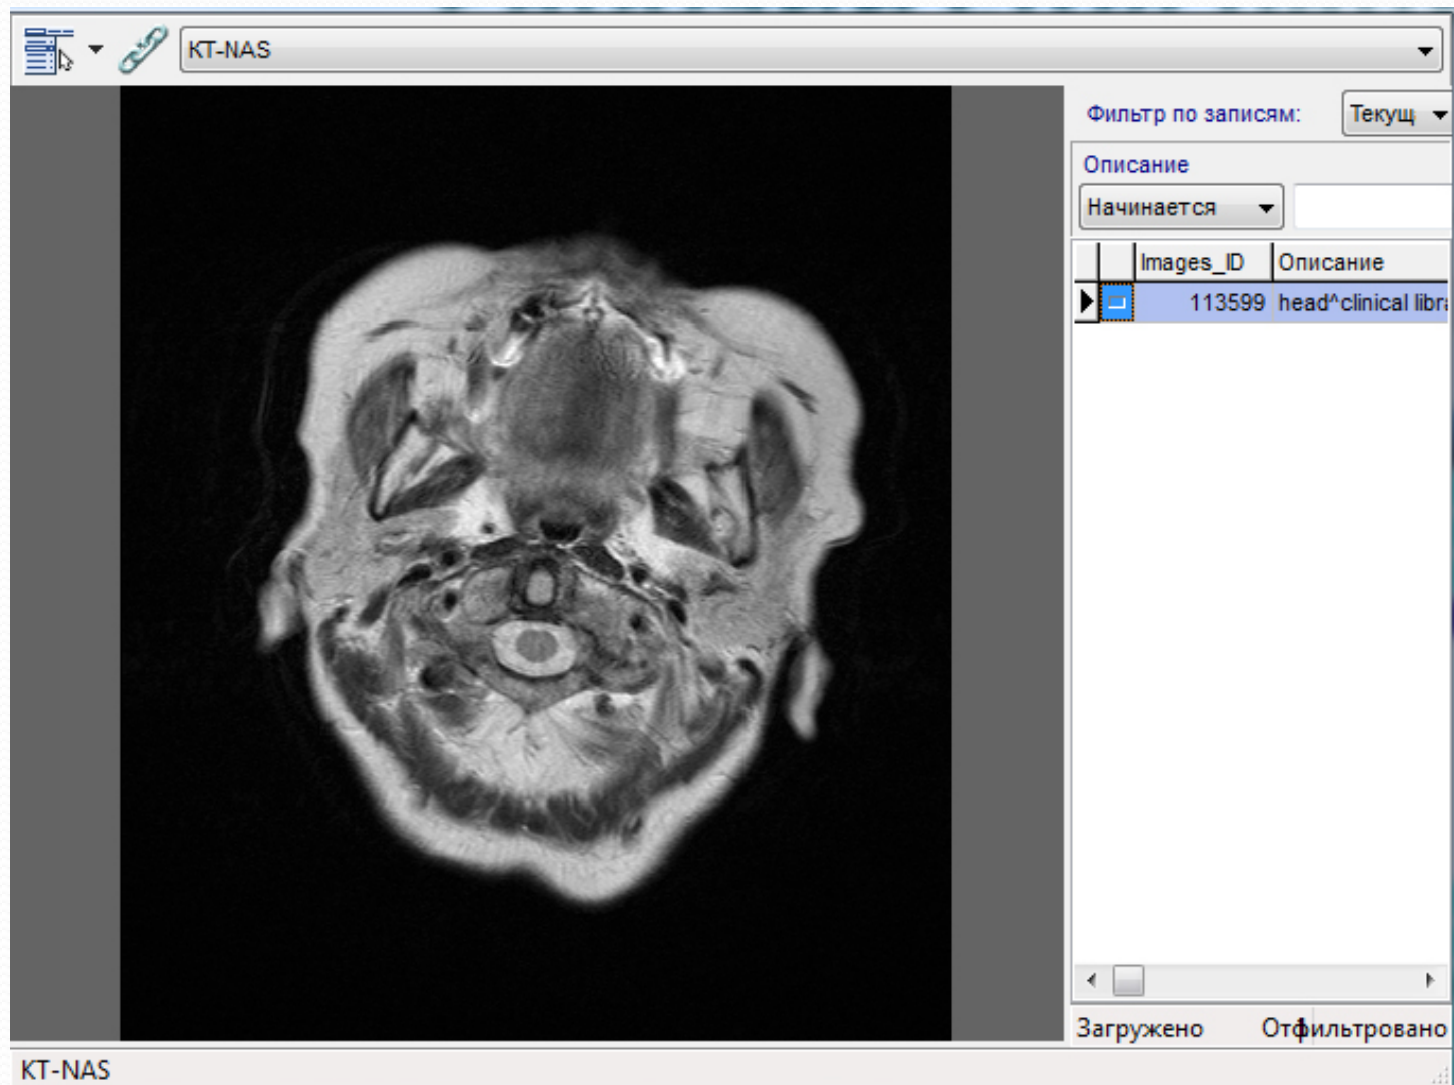 KT-NAS
Фильтр по записям: Текущ
Описание
Начинается
Images_ID Описание
113599 head^clinical libr
Загружено Отфильтровано
KT-NAS